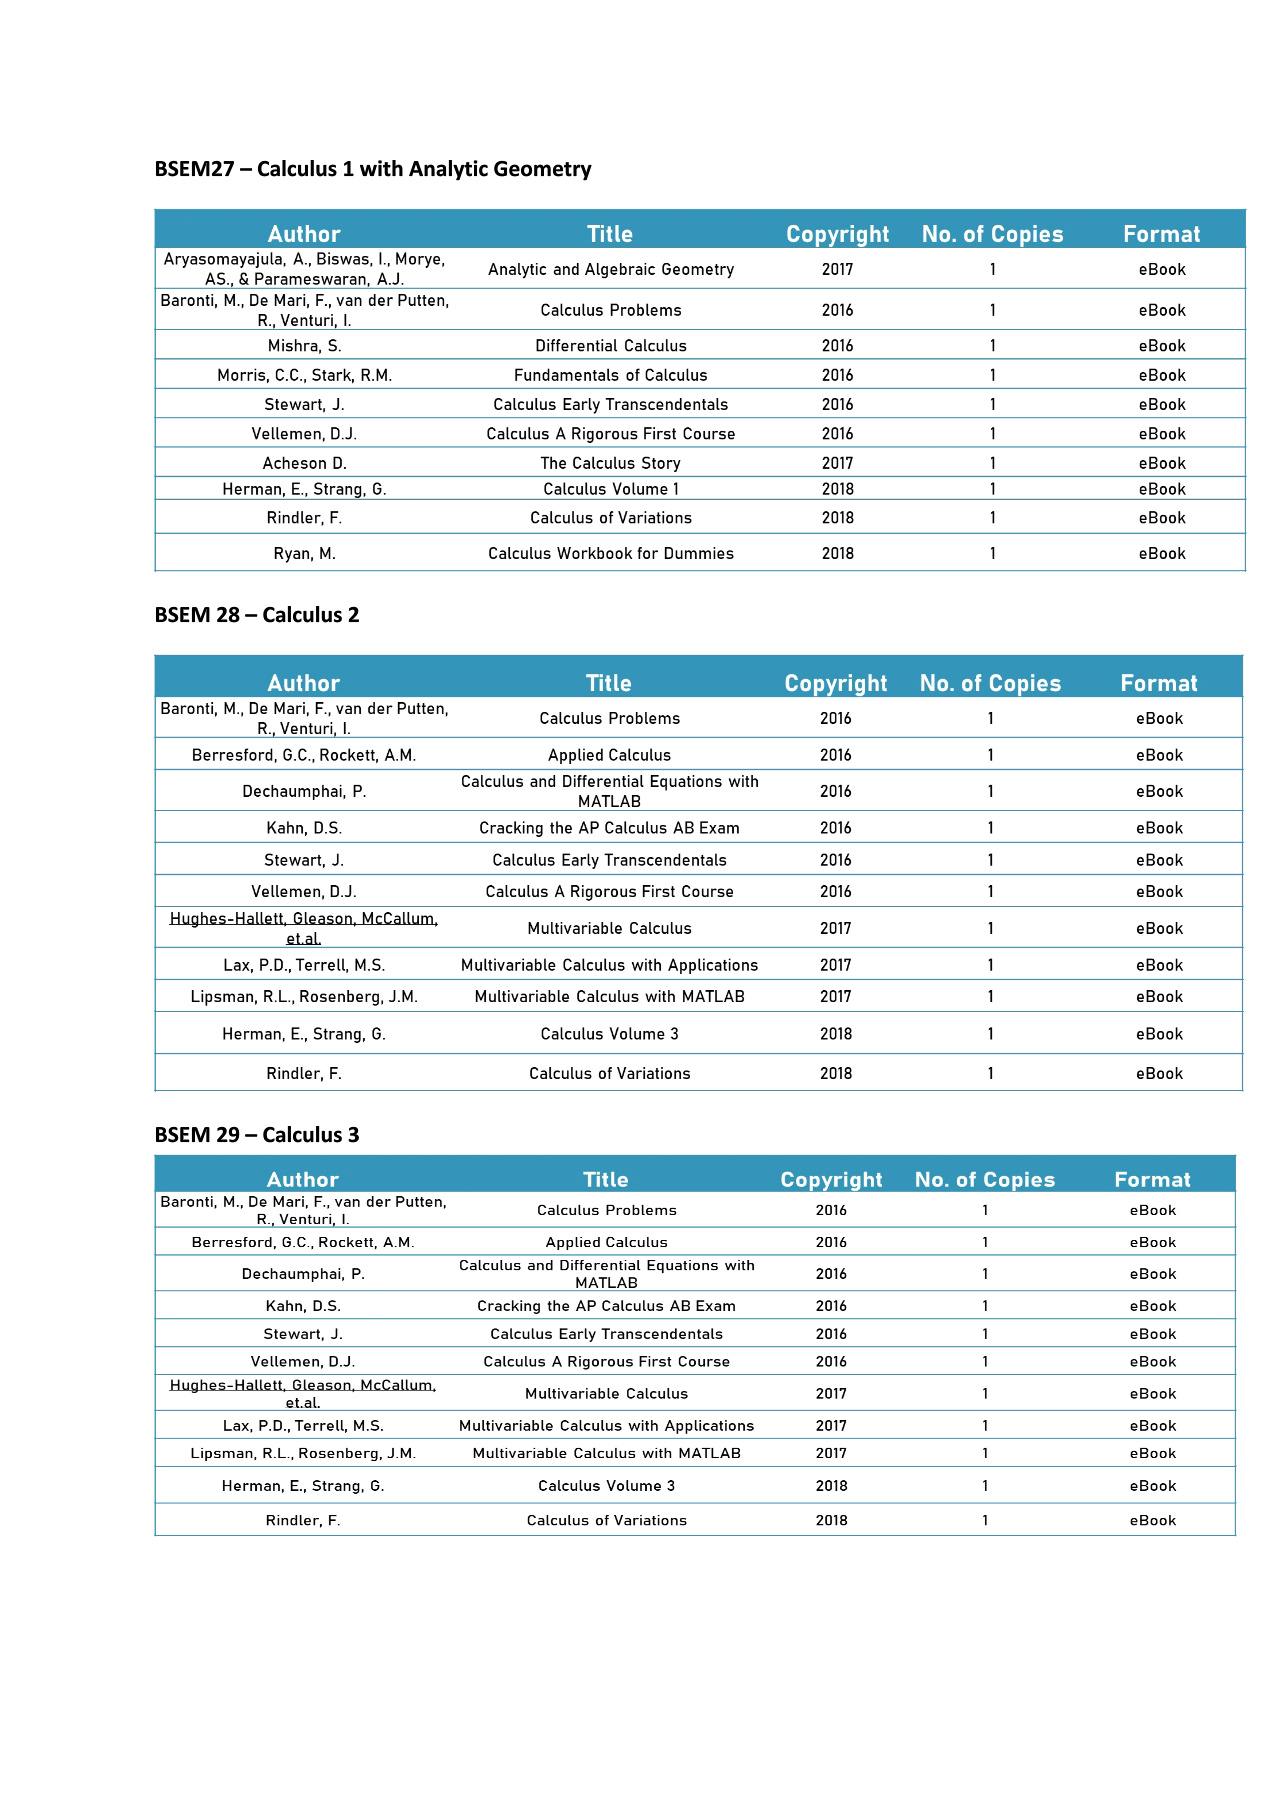 BSEM27 – Calculus 1 with Analytic Geometry
Author Title Copyright No. of Copies Format
Aryasomayajula, A., Biswas, I., Morye,
AS., & Parameswaran, A.J. Analytic and Algebraic Geometry 2017 1 eBook
Baronti, M., De Mari, F., van der Putten,
R., Venturi, I. Calculus Problems 2016 1 eBook
Mishra, S. Differential Calculus 2016 1 eBook
Morris, C.C., Stark, R.M. Fundamentals of Calculus 2016 1 eBook
Stewart, J. Calculus Early Transcendentals 2016 1 eBook
Vellemen, D.J. Calculus A Rigorous First Course 2016 1 eBook
Acheson D. The Calculus Story 2017 1 eBook
Herman, E., Strang, G. Calculus Volume 1 2018 1 eBook
Rindler, F. Calculus of Variations 2018 1 eBook
Ryan, M. Calculus Workbook for Dummies 2018 1 eBook
BSEM 28 – Calculus 2
Author Title Copyright No. of Copies Format
Baronti, M., De Mari, F., van der Putten,
R., Venturi, I. Calculus Problems 2016 1 eBook
Berresford, G.C., Rockett, A.M. Applied Calculus 2016 1 eBook
Dechaumphai, P. Calculus and Differential Equations with
MATLAB 2016 1 eBook
Kahn, D.S. Cracking the AP Calculus AB Exam 2016 1 eBook
Stewart, J. Calculus Early Transcendentals 2016 1 eBook
Vellemen, D.J. Calculus A Rigorous First Course 2016 1 eBook
Hughes-Hallett, Gleason, McCallum,
et.al. Multivariable Calculus 2017 1 eBook
Lax, P.D., Terrell, M.S. Multivariable Calculus with Applications 2017 1 eBook
Lipsman, R.L., Rosenberg, J.M. Multivariable Calculus with MATLAB 2017 1 eBook
Herman, E., Strang, G. Calculus Volume 3 2018 1 eBook
Rindler, F. Calculus of Variations 2018 1 eBook
BSEM 29 – Calculus 3
Author Title Copyright No. of Copies Format
Baronti, M., De Mari, F., van der Putten,
R., Venturi, I. Calculus Problems 2016 1 eBook
Berresford, G.C., Rockett, A.M. Applied Calculus 2016 1 eBook
Dechaumphai, P. Calculus and Differential Equations with
MATLAB 2016 1 eBook
Kahn, D.S. Cracking the AP Calculus AB Exam 2016 1 eBook
Stewart, J. Calculus Early Transcendentals 2016 1 eBook
Vellemen, D.J. Calculus A Rigorous First Course 2016 1 eBook
Hughes-Hallett, Gleason, McCallum,
et.al. Multivariable Calculus 2017 1 eBook
Lax, P.D., Terrell, M.S. Multivariable Calculus with Applications 2017 1 eBook
Lipsman, R.L., Rosenberg, J.M. Multivariable Calculus with MATLAB 2017 1 eBook
Herman, E., Strang, G. Calculus Volume 3 2018 1 eBook
Rindler, F. Calculus of Variations 2018 1 eBook